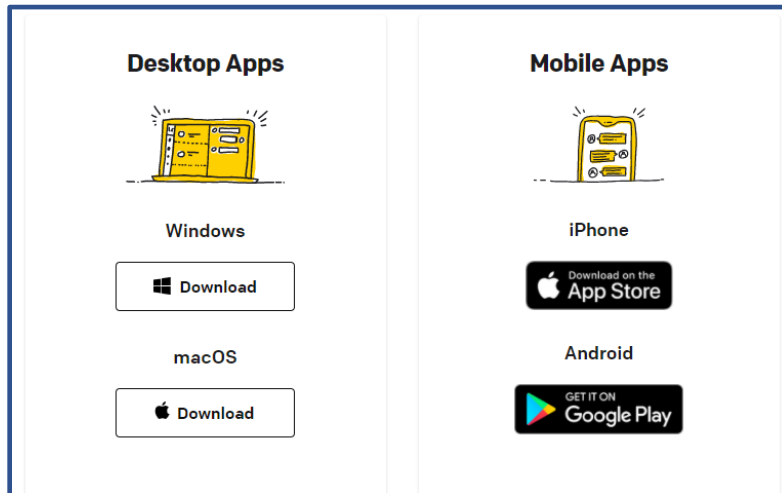 Desktop Apps
Windows
Download
macOS
Download
Mobile Apps
iPhone
Download on the
App Store
Android
GET IT ON
Google Play